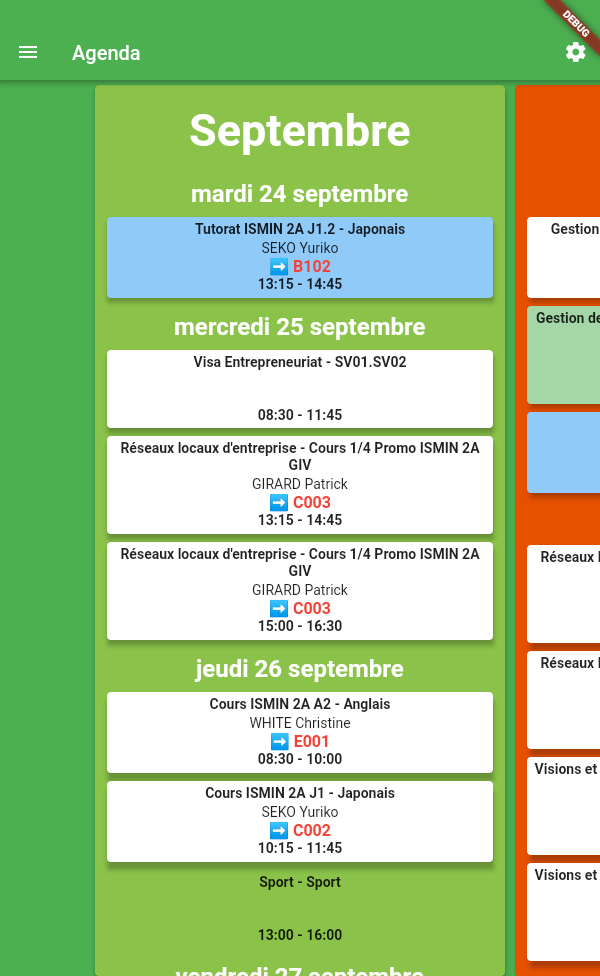 DEBUG
Agenda
Septembre
mardi 24 septembre
Tutorat ISMIN 2A J1.2 - Japonais
SEKO Yuriko
➡ B102
13:15 - 14:45
mercredi 25 septembre
Visa Entrepreneuriat - SV01.SV02
08:30 - 11:45
Réseaux locaux d'entreprise - Cours 1/4 Promo ISMIN 2A
GIV
GIRARD Patrick
➡ C003
13:15 - 14:45
Réseaux locaux d'entreprise - Cours 1/4 Promo ISMIN 2A
GIV
GIRARD Patrick
➡ C003
15:00 - 16:30
jeudi 26 septembre
Cours ISMIN 2A A2 - Anglais
WHITE Christine
➡ E001
08:30 - 10:00
Cours ISMIN 2A J1 - Japonais
SEKO Yuriko
➡ C002
10:15 - 11:45
Sport - Sport
13:00 - 16:00
vendredi 27 septembre
Gestion
Gestion de
Réseaux l
Réseaux l
Visions et
Visions et